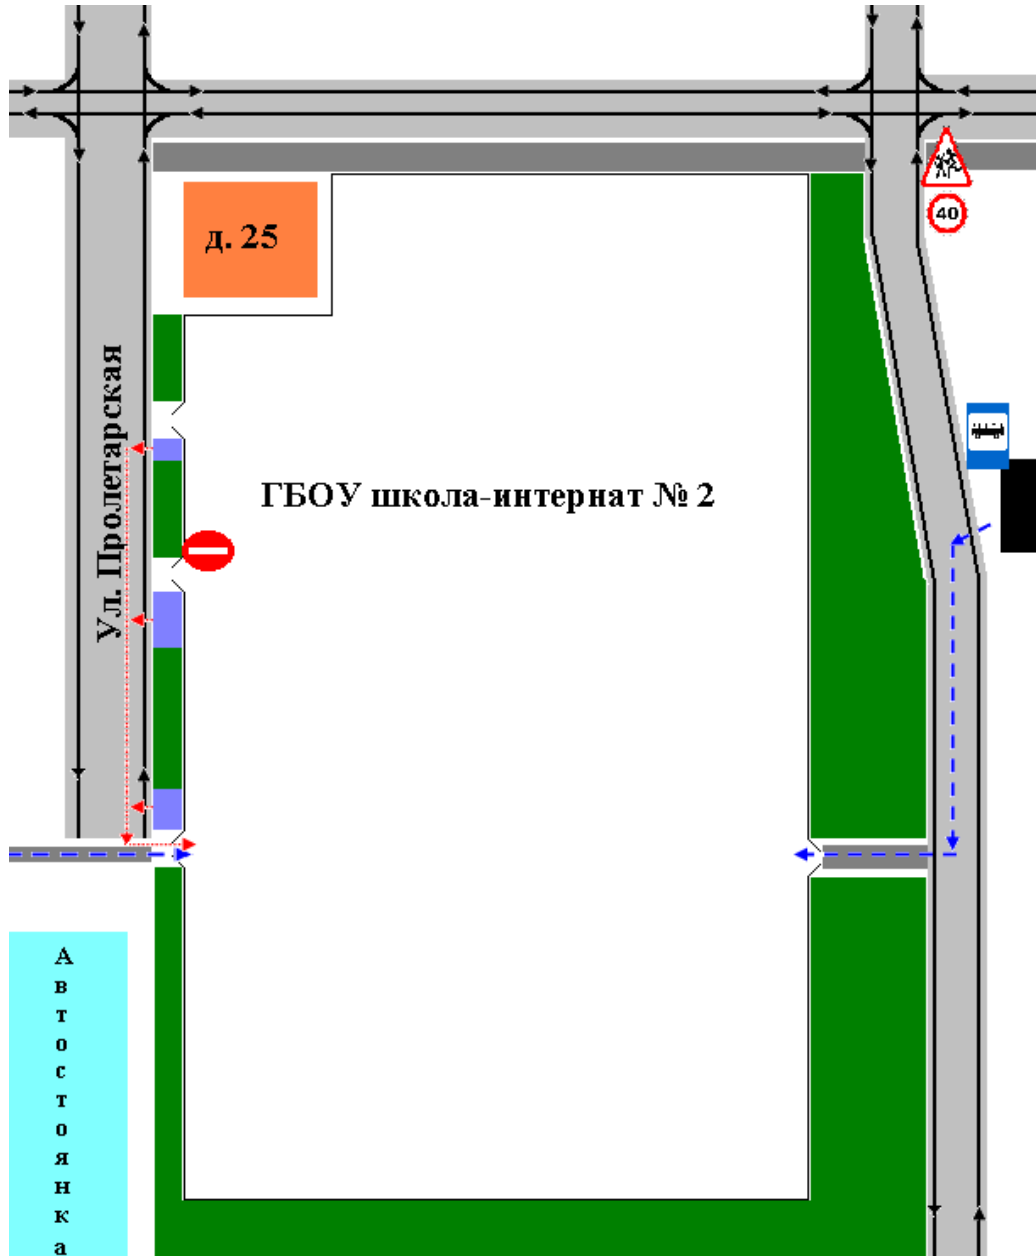 40
д. 25
Ул. Пролетарская
ГБОУ школа-интернат № 2
Автостоянка